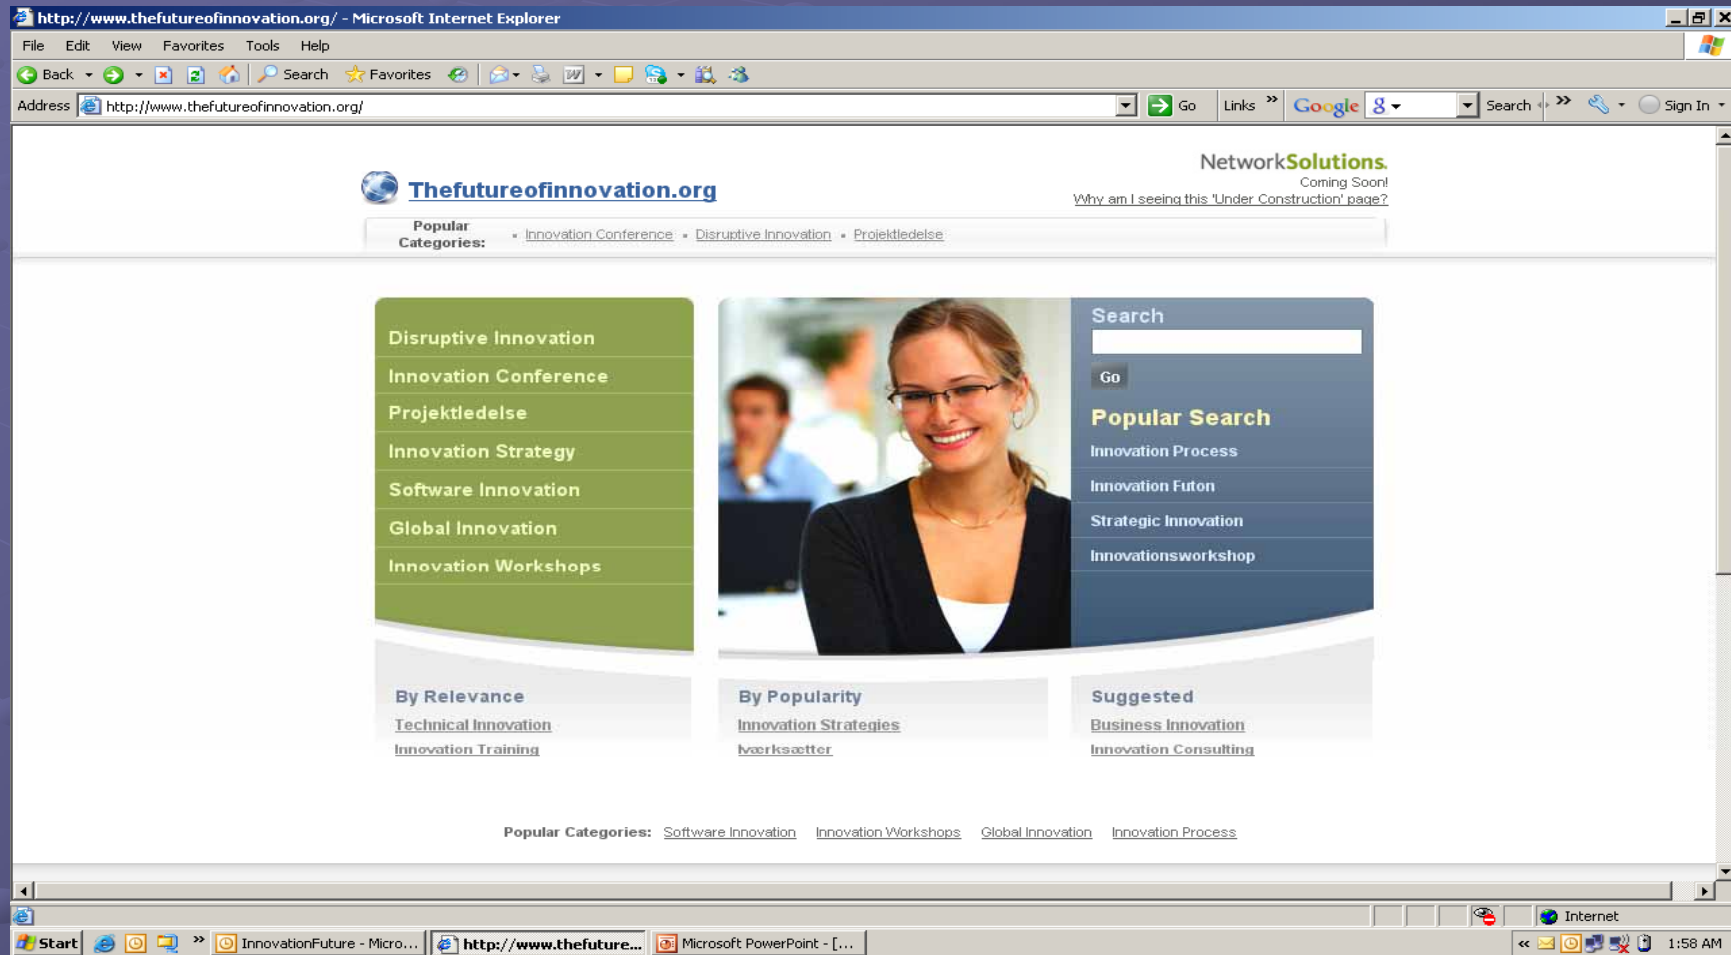 http://www.thefutureofinnovation.org/ - Microsoft Internet Explorer
File Edit View Favorites Tools Help
Back Search Favorites
Address http://www.thefutureofinnovation.org/ Go Links » Google Search » Sign In
NetworkSolutions.
Coming Soon!
Thefutureofinnovation.org
Why am I seeing this 'Under Construction' page?
Popular Categories: Innovation Conference Disruptive Innovation Projektledelse
Disruptive Innovation
Innovation Conference
Projektledelse
Innovation Strategy
Software Innovation
Global Innovation
Innovation Workshops
Search
Go
Popular Search
Innovation Process
Innovation Futon
Strategic Innovation
Innovationsworkshop
By Relevance
Technical Innovation
Innovation Training
By Popularity
Innovation Strategies
Iværksætter
Suggested
Business Innovation
Innovation Consulting
Popular Categories: Software Innovation Innovation Workshops Global Innovation Innovation Process
Internet
Start » InnovationFuture - Micro... http://www.thefuture... Microsoft PowerPoint - [... « 1:58 AM